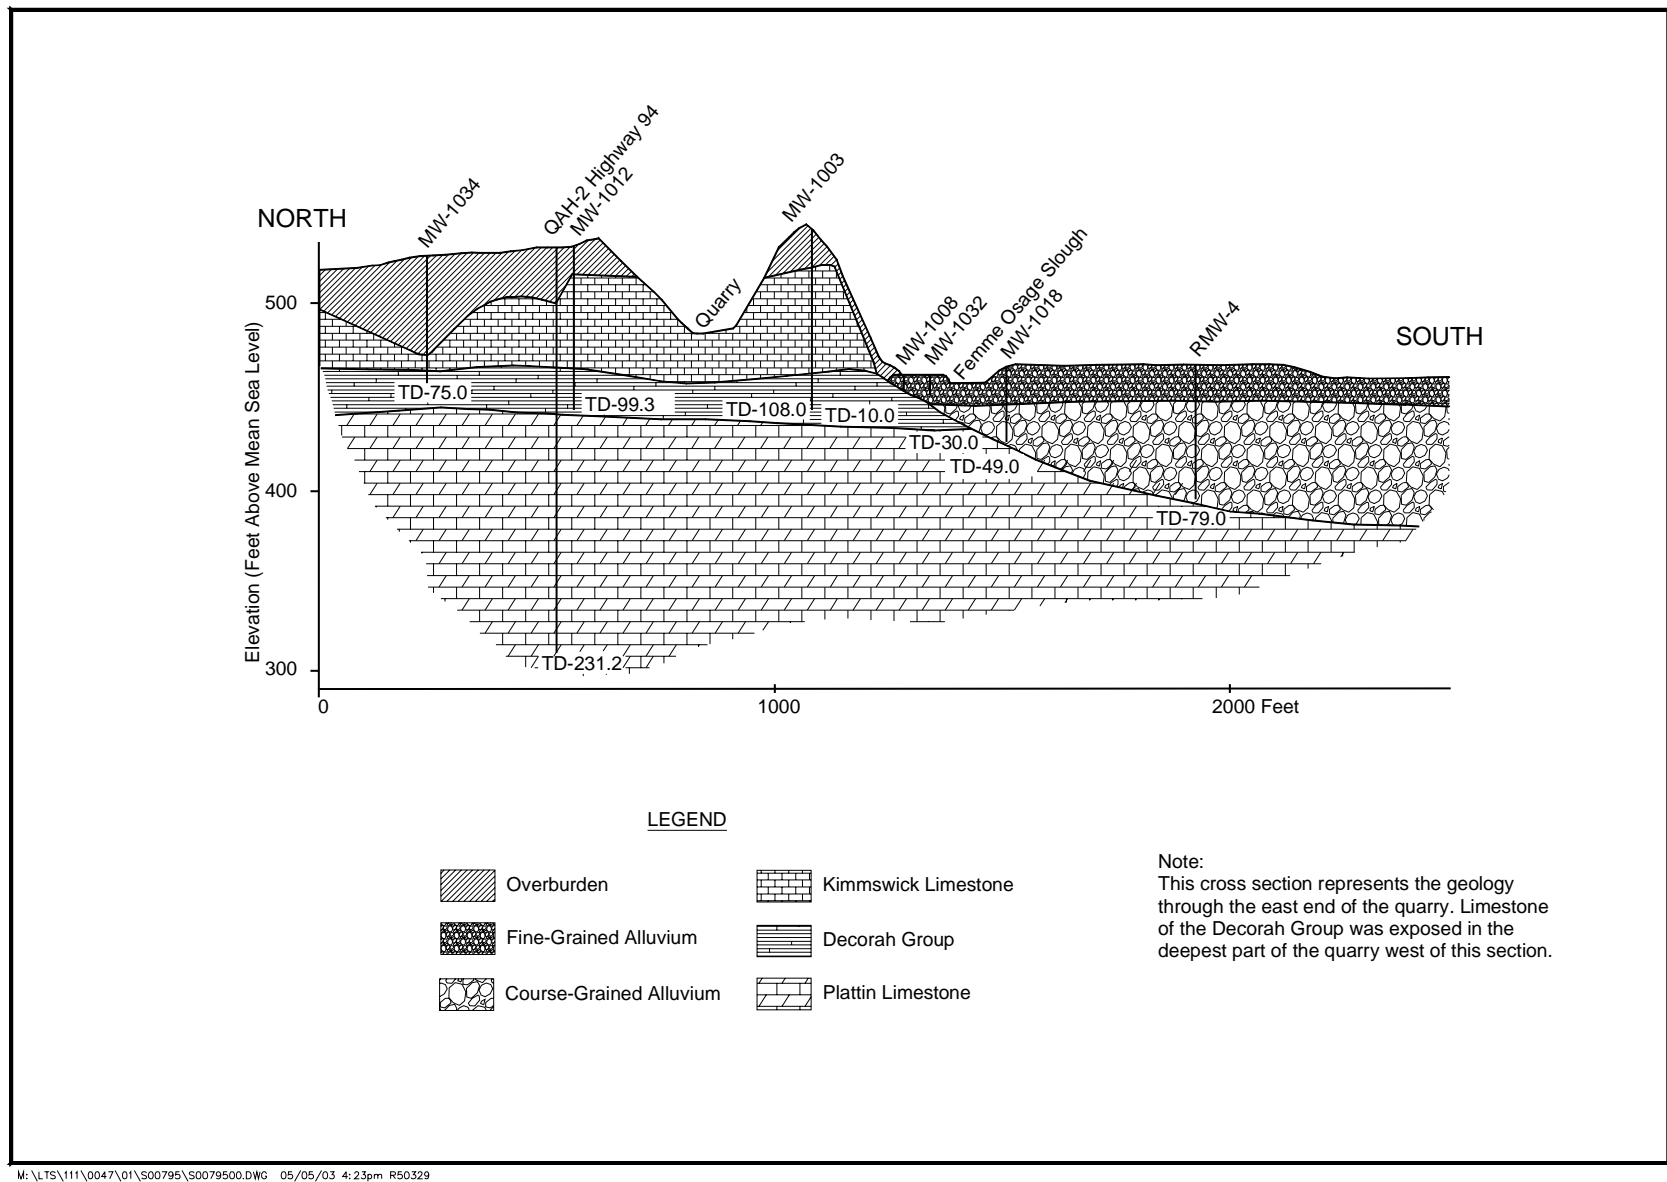 NORTH
MW-1034
QAH-2 Highway 94
MW-1012
MW-1003
Quarry
MW-1008
MW-1032
Femme Osage Slough
MW-1018
RMW-4
SOUTH
Elevation (Feet Above Mean Sea Level)
500
400
300
TD-75.0
TD-99.3
TD-108.0
TD-10.0
TD-30.0
TD-49.0
TD-79.0
TD-231.2
0
1000
2000 Feet
LEGEND
Overburden
Kimmswick Limestone
Fine-Grained Alluvium
Decorah Group
Course-Grained Alluvium
Plattin Limestone
Note:
This cross section represents the geology
through the east end of the quarry. Limestone
of the Decorah Group was exposed in the
deepest part of the quarry west of this section.
M:\LTS\111\0047\01\S00795\S0079500.DWG 05/05/03 4:23pm R50329